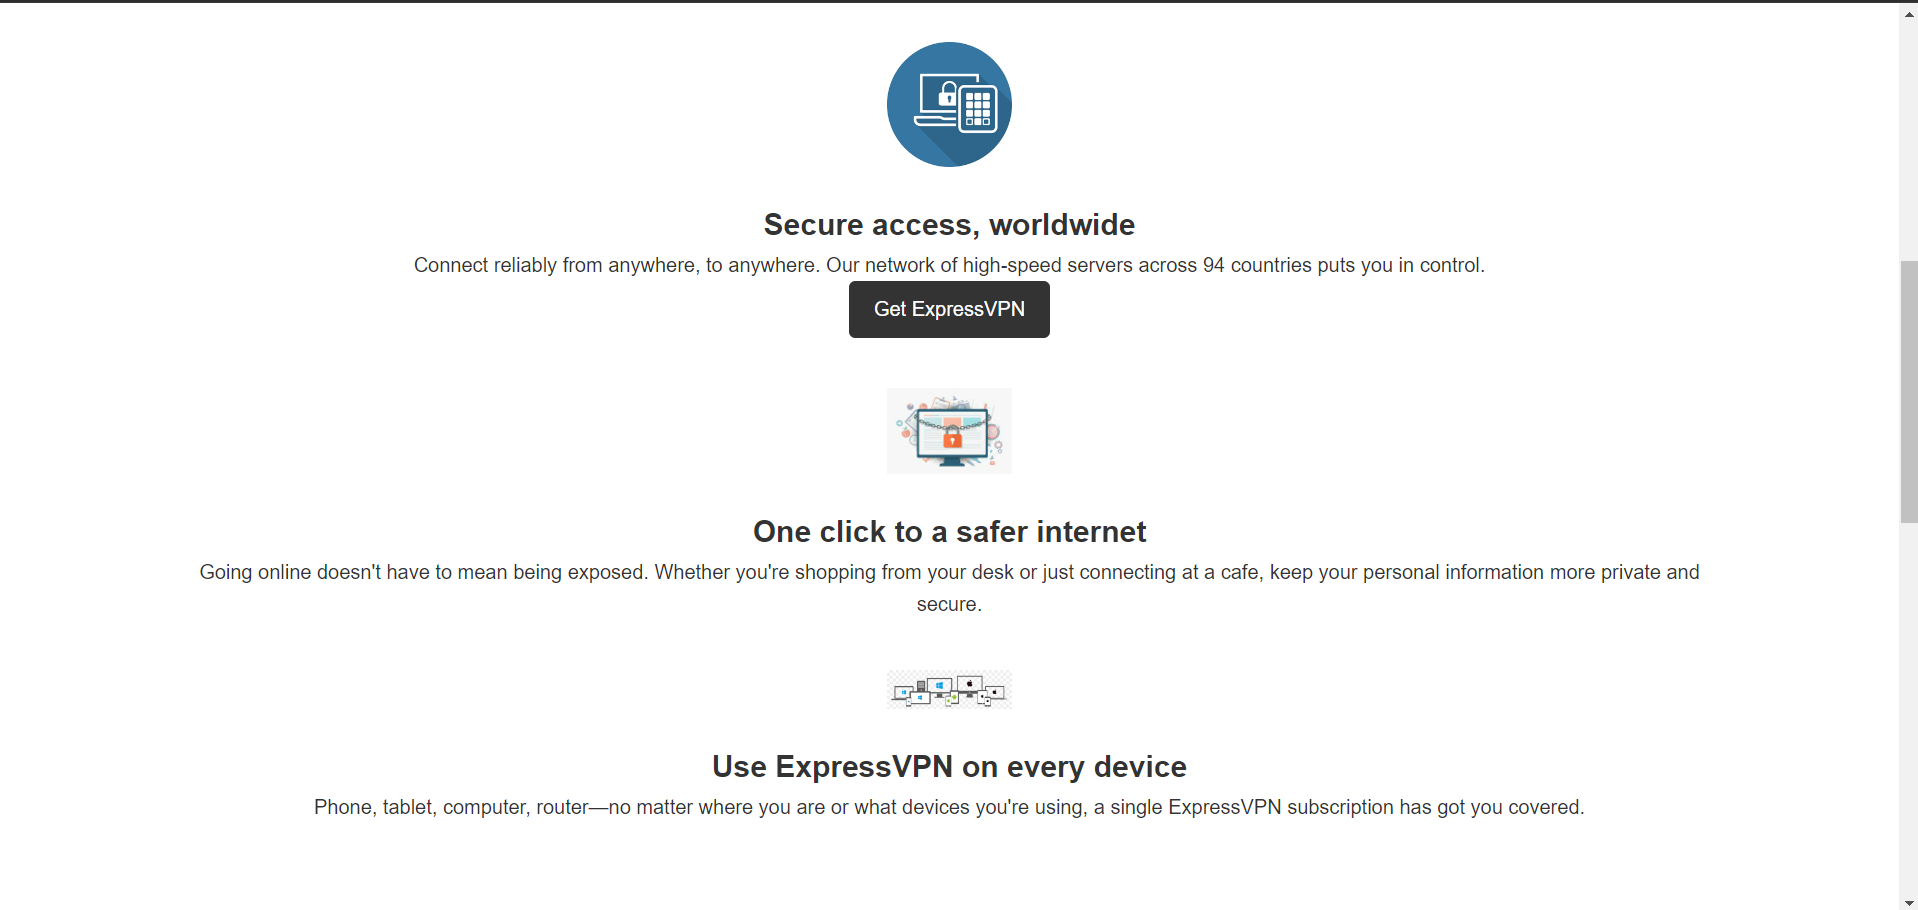 Secure access, worldwide
Connect reliably from anywhere, to anywhere. Our network of high-speed servers across 94 countries puts you in control.
Get ExpressVPN
One click to a safer internet
Going online doesn't have to mean being exposed. Whether you're shopping from your desk or just connecting at a cafe, keep your personal information more private and
secure.
Use ExpressVPN on every device
Phone, tablet, computer, router—no matter where you are or what devices you're using, a single ExpressVPN subscription has got you covered.